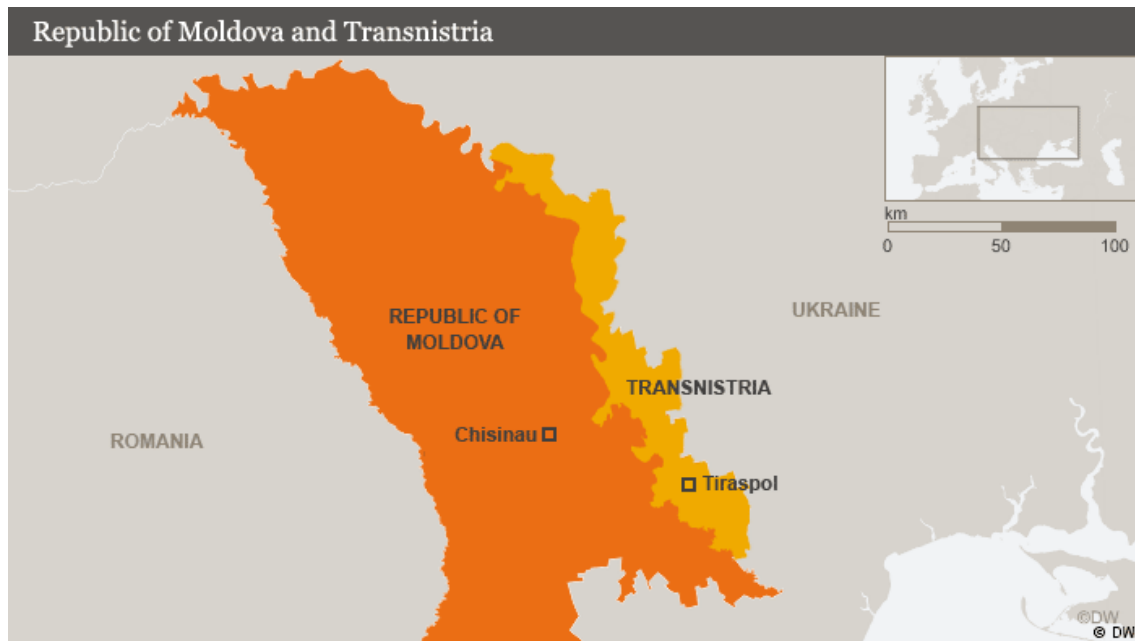 Republic of Moldova and Transnistria
km
0 50 100
UKRAINE
REPUBLIC OF
MOLDOVA
TRANSNISTRIA
Chisinau
ROMANIA
Tiraspol
©DW
© DW